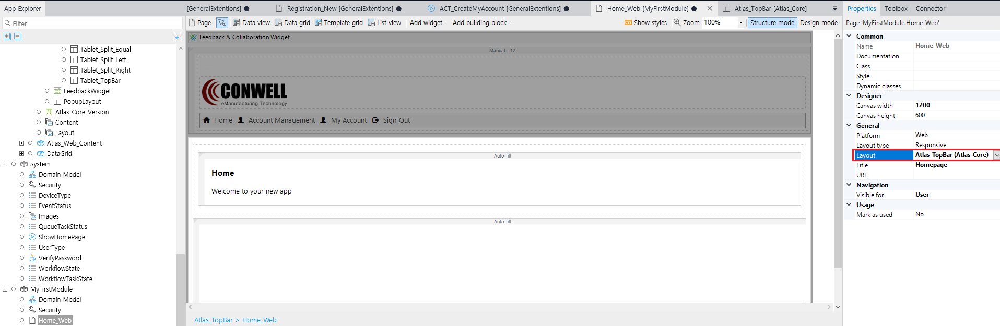 App Explorer
[GeneralExtentions]
Registration_New [GeneralExtentions]
ACT_CreateMyAccount [GeneralExtentions]
Home_Web [MyFirstModule]
Atlas_TopBar [Atlas_Core]
Properties
Toolbox
Connector
Filter
Page
Data view
Data grid
Template grid
List view
Add widget...
Add building block...
Show styles
Zoom
100%
Structure mode
Design mode
Page 'MyFirstModule.Home_Web'
Tablet_Split_Equal
Tablet_Split_Left
Tablet_Split_Right
Tablet_TopBar
FeedbackWidget
PopupLayout
Atlas_Core_Version
Content
Layout
Atlas_Web_Content
DataGrid
System
Domain Model
Security
DeviceType
EventStatus
Images
QueueTaskStatus
ShowHomePage
UserType
VerifyPassword
WorkflowState
WorkflowTaskState
MyFirstModule
Domain Model
Security
Home_Web
Feedback & Collaboration Widget
Manual - 12
CONWELL
eManufacturing Technology
Home
Account Management
My Account
Sign-Out
Auto-fill
Home
Welcome to your new app
Auto-fill
Atlas_TopBar > Home_Web
Common
Name Home_Web
Documentation
Class
Style
Dynamic classes
Designer
Canvas width 1200
Canvas height 600
General
Platform Web
Layout type Responsive
Layout Atlas_TopBar (Atlas_Core)
Title Homepage
URL
Navigation
Visible for User
Usage
Mark as used No